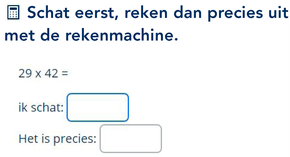 Schat eerst, reken dan precies uit
met de rekenmachine.
29 x 42 =
ik schat:
Het is precies: